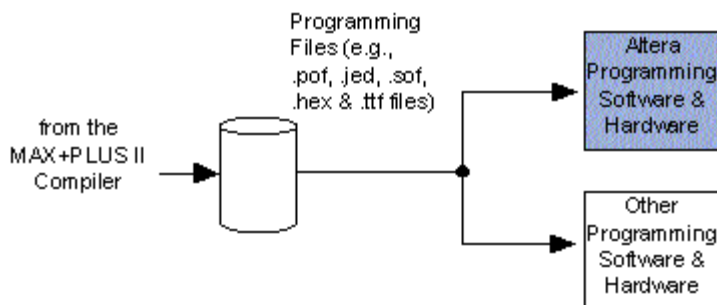 Programming
Files (e.g.,
.pof, .jed, .sof,
.hex & .ttf files)
from the
MAX+PLUS II
Compiler
Altera
Programming
Software &
Hardware
Other
Programming
Software &
Hardware